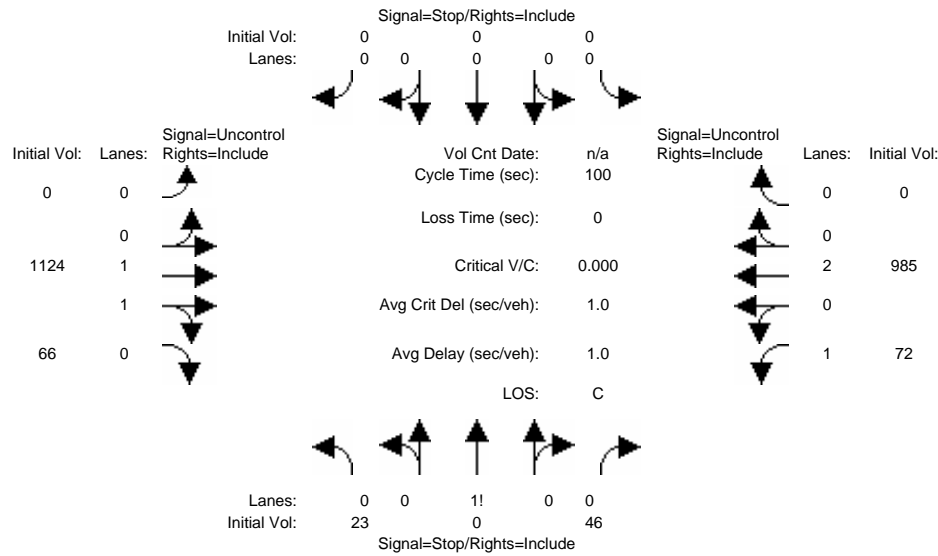 Signal=Stop/Rights=Include
Initial Vol: 0 0 0
Lanes: 0 0 0 0 0
Signal=Uncontrol Signal=Uncontrol
Initial Vol: Lanes: Rights=Include Vol Cnt Date: n/a Rights=Include Lanes: Initial Vol:
Cycle Time (sec): 100
0 0 0 0
Loss Time (sec): 0
0 0
1124 1 Critical V/C: 0.000 2 985
1 Avg Crit Del (sec/veh): 1.0 0
66 0 Avg Delay (sec/veh): 1.0 1 72
LOS: C
Lanes: 0 0 1! 0 0
Initial Vol: 23 0 46
Signal=Stop/Rights=Include